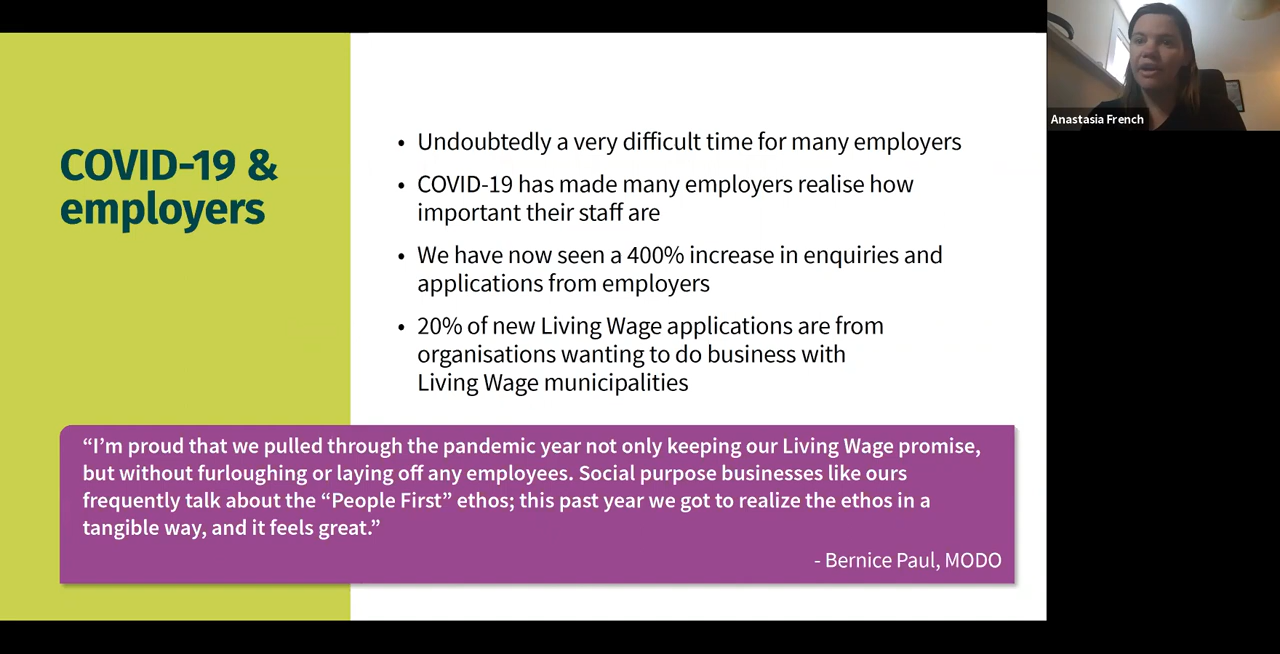 COVID-19 &
employers
• Undoubtedly a very difficult time for many employers
• COVID-19 has made many employers realise how
important their staff are
• We have now seen a 400% increase in enquiries and
applications from employers
• 20% of new Living Wage applications are from
organisations wanting to do business with
Living Wage municipalities
“I’m proud that we pulled through the pandemic year not only keeping our Living Wage promise,
but without furloughing or laying off any employees. Social purpose businesses like ours
frequently talk about the “People First” ethos; this past year we got to realize the ethos in a
tangible way, and it feels great.”
- Bernice Paul, MODO
Anastasia French